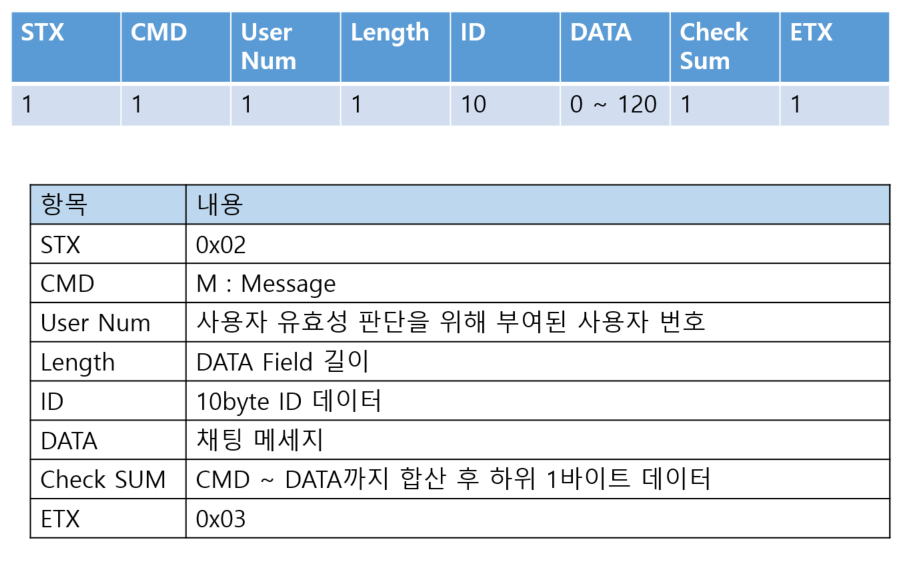 STX CMD User Num Length ID DATA Check Sum ETX
1 1 1 1 10 0 ~ 120 1 1
항목 내용
STX 0x02
CMD M : Message
User Num 사용자 유효성 판단을 위해 부여된 사용자 번호
Length DATA Field 길이
ID 10byte ID 데이터
DATA 채팅 메세지
Check SUM CMD ~ DATA까지 합산 후 하위 1바이트 데이터
ETX 0x03